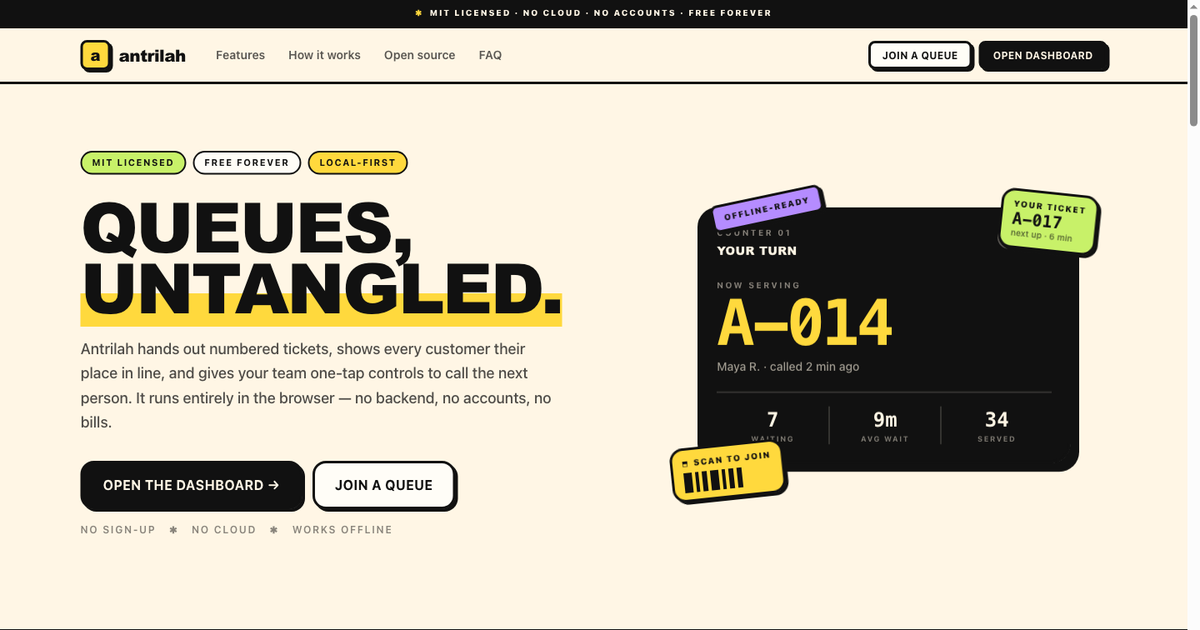 ✱ MIT LICENSED · NO CLOUD · NO ACCOUNTS · FREE FOREVER
a antrilah Features How it works Open source FAQ JOIN A QUEUE OPEN DASHBOARD
MIT LICENSED FREE FOREVER LOCAL-FIRST
QUEUES,
UNTANGLED.
Antrilah hands out numbered tickets, shows every customer their
place in line, and gives your team one-tap controls to call the next
person. It runs entirely in the browser — no backend, no accounts, no
bills.
OPEN THE DASHBOARD → JOIN A QUEUE
NO SIGN-UP ✱ NO CLOUD ✱ WORKS OFFLINE
OFFLINE-READY
YOUR TICKET
A–017
next up · 6 min
COUNTER 01
YOUR TURN
NOW SERVING
A–014
Maya R. · called 2 min ago
7 9m 34
WAITING AVG WAIT SERVED
SCAN TO JOIN